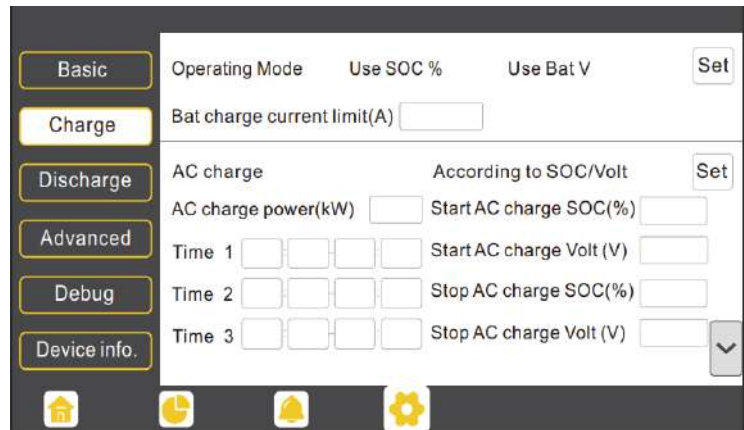 Basic
Charge
Discharge
Advanced
Debug
Device info.
Operating Mode Use SOC % Use Bat V Set
Bat charge current limit(A)
AC charge According to SOC/Volt Set
AC charge power(kW) Start AC charge SOC(%)
Time 1 Start AC charge Volt (V)
Time 2 Stop AC charge SOC(%)
Time 3 Stop AC charge Volt (V)